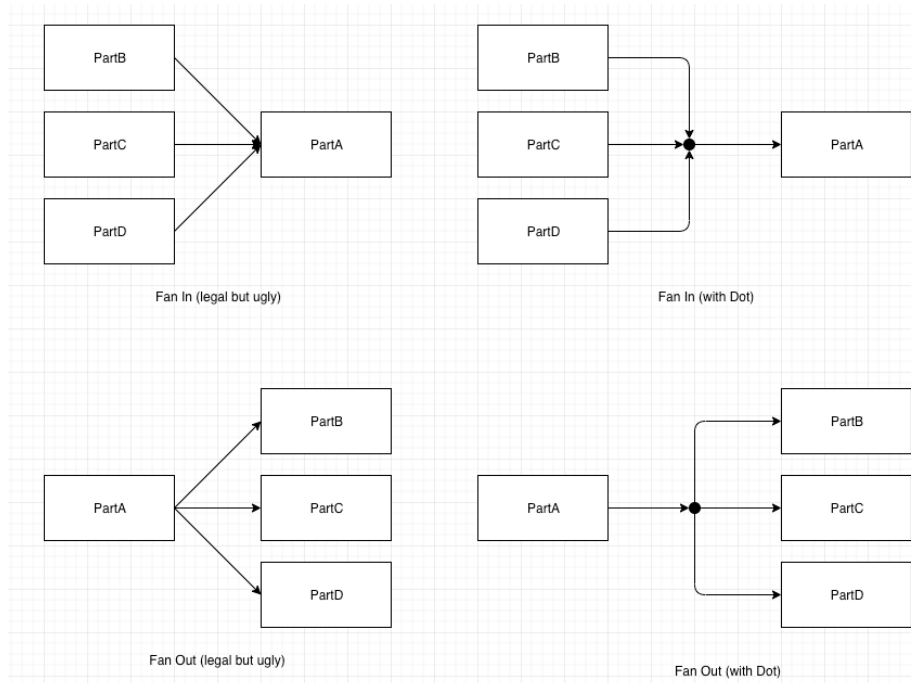 PartB
PartC
PartA
PartD
Fan In (legal but ugly)
PartB
PartC
PartA
PartD
Fan In (with Dot)
PartB
PartA
PartC
PartD
Fan Out (legal but ugly)
PartB
PartA
PartC
PartD
Fan Out (with Dot)